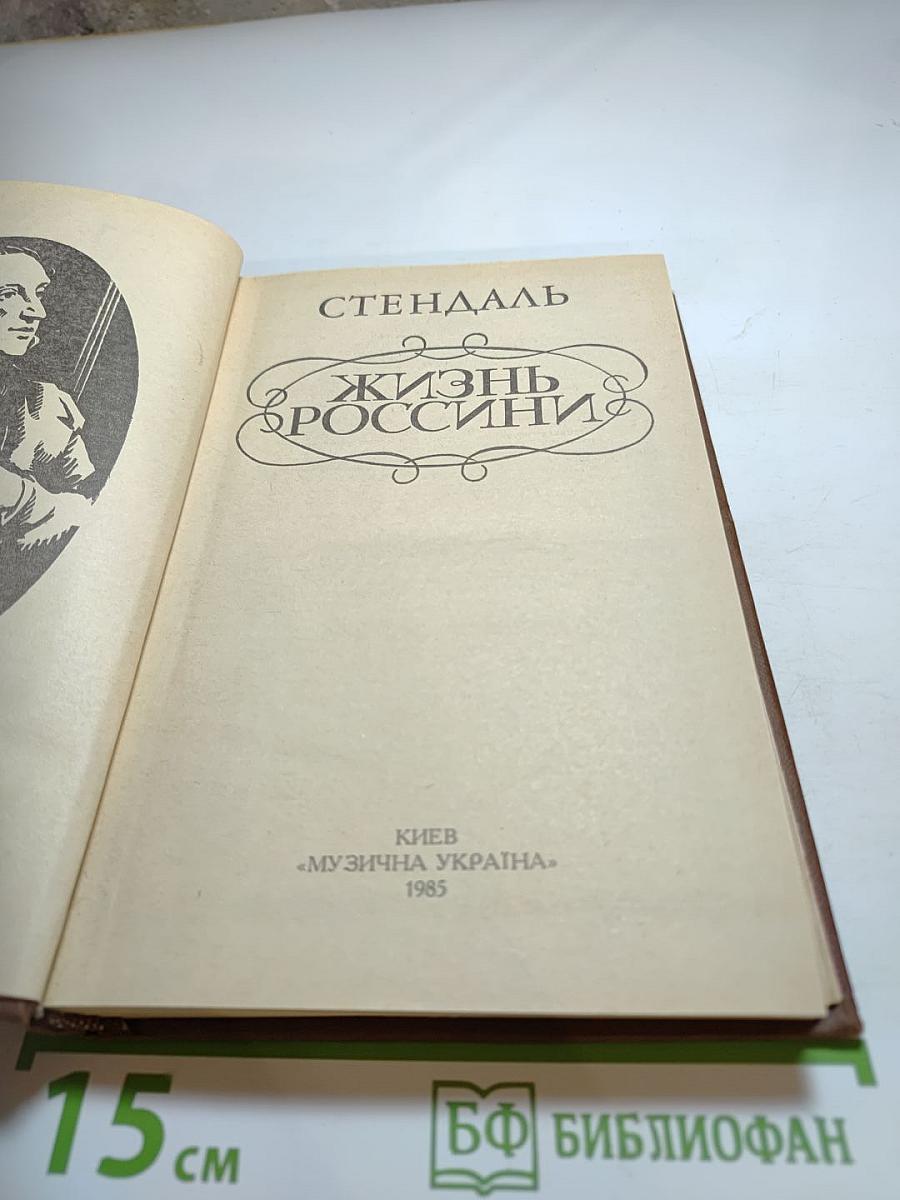 СТЕНДАЛЬ
ЖИЗНЬ
РОССИНИ
КИЕВ
«МУЗИЧНА УКРАЇНА»
1985
15 см
БФ БИБЛИОФАН